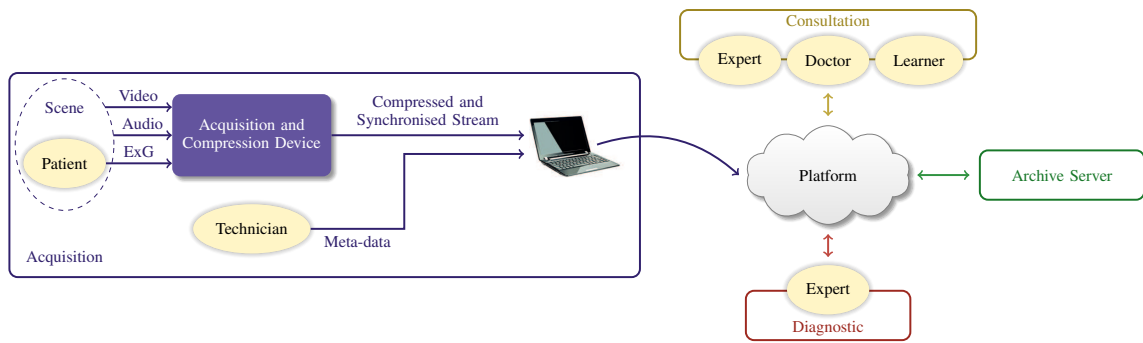 Consultation
Expert
Doctor
Learner
Scene
Video
Audio
ExG
Patient
Acquisition and
Compression Device
Compressed and
Synchronised Stream
Technician
Meta-data
Acquisition
Platform
Archive Server
Expert
Diagnostic